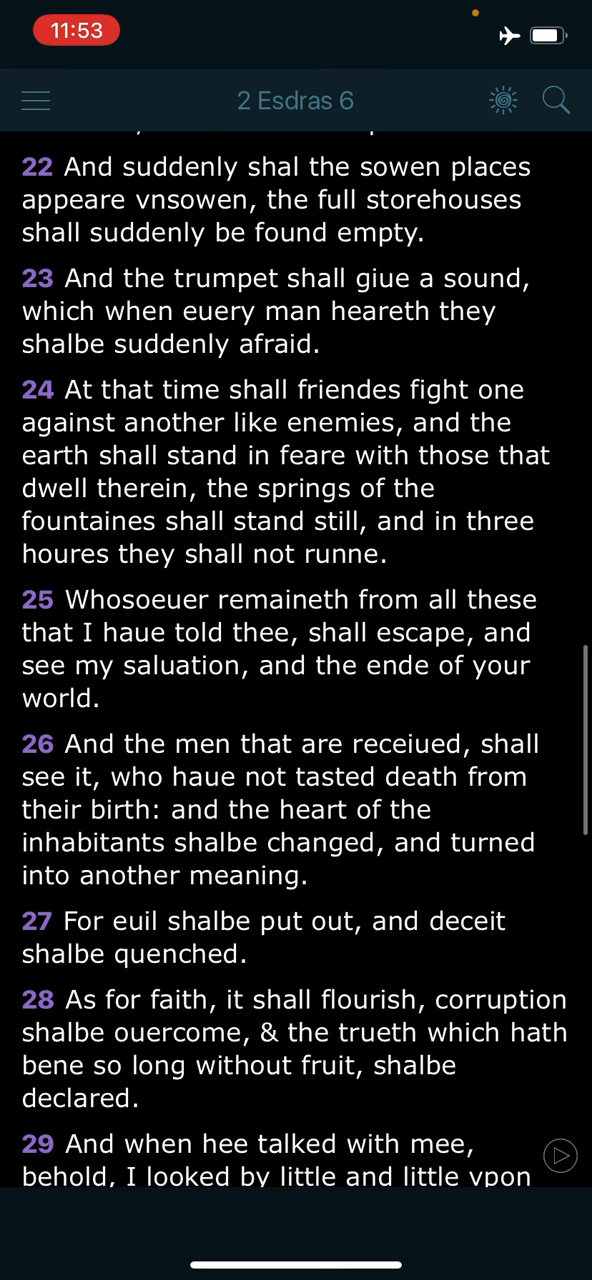 11:53
2 Esdras 6
22 And suddenly shal the sowen places
appeare vnsowen, the full storehouses
shall suddenly be found empty.
23 And the trumpet shall giue a sound,
which when euery man heareth they
shalbe suddenly afraid.
24 At that time shall friendes fight one
against another like enemies, and the
earth shall stand in feare with those that
dwell therein, the springs of the
fountaines shall stand still, and in three
houres they shall not runne.
25 Whosoeuer remaineth from all these
that I haue told thee, shall escape, and
see my saluation, and the ende of your
world.
26 And the men that are receiued, shall
see it, who haue not tasted death from
their birth: and the heart of the
inhabitants shalbe changed, and turned
into another meaning.
27 For euil shalbe put out, and deceit
shalbe quenched.
28 As for faith, it shall flourish, corruption
shalbe ouercome, & the trueth which hath
bene so long without fruit, shalbe
declared.
29 And when hee talked with mee,
behold, I looked by little and little vpon